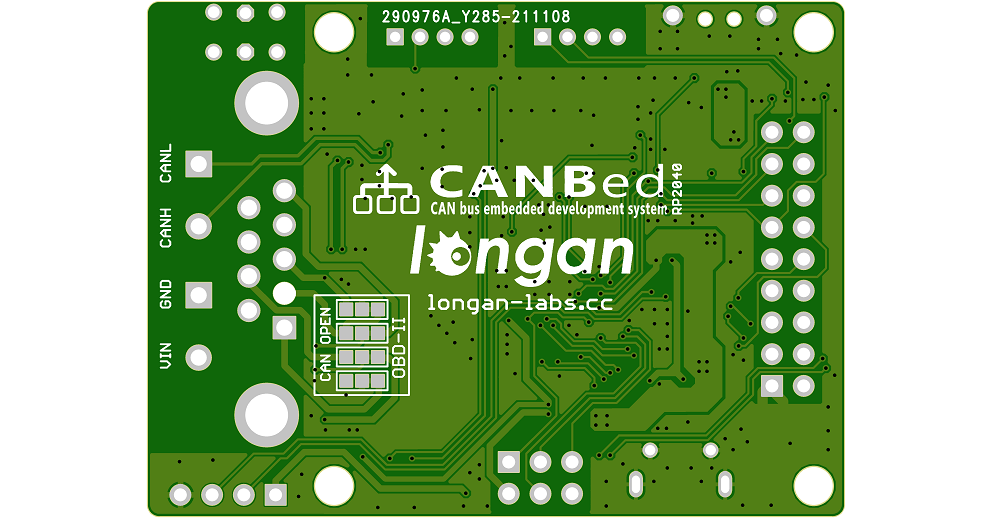 290976A_Y285-211108
CANL
CANH
GND
VIN
CANBed
RP2040
CAN bus embedded development system
longan
longan-labs.cc
CAN OPEN
OBD-II